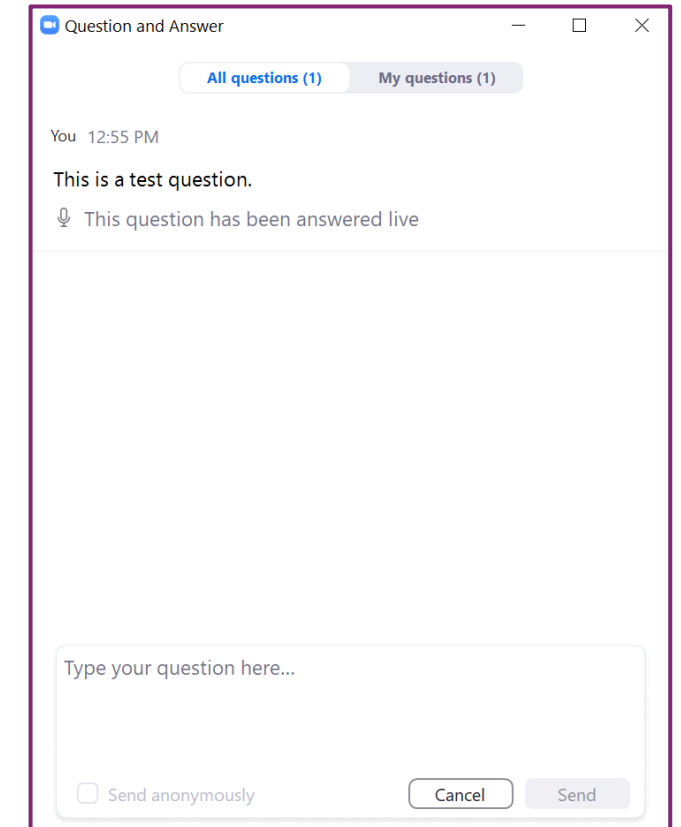 Question and Answer
All questions (1) My questions (1)
You 12:55 PM
This is a test question.
This question has been answered live
Type your question here...
Send anonymously Cancel Send